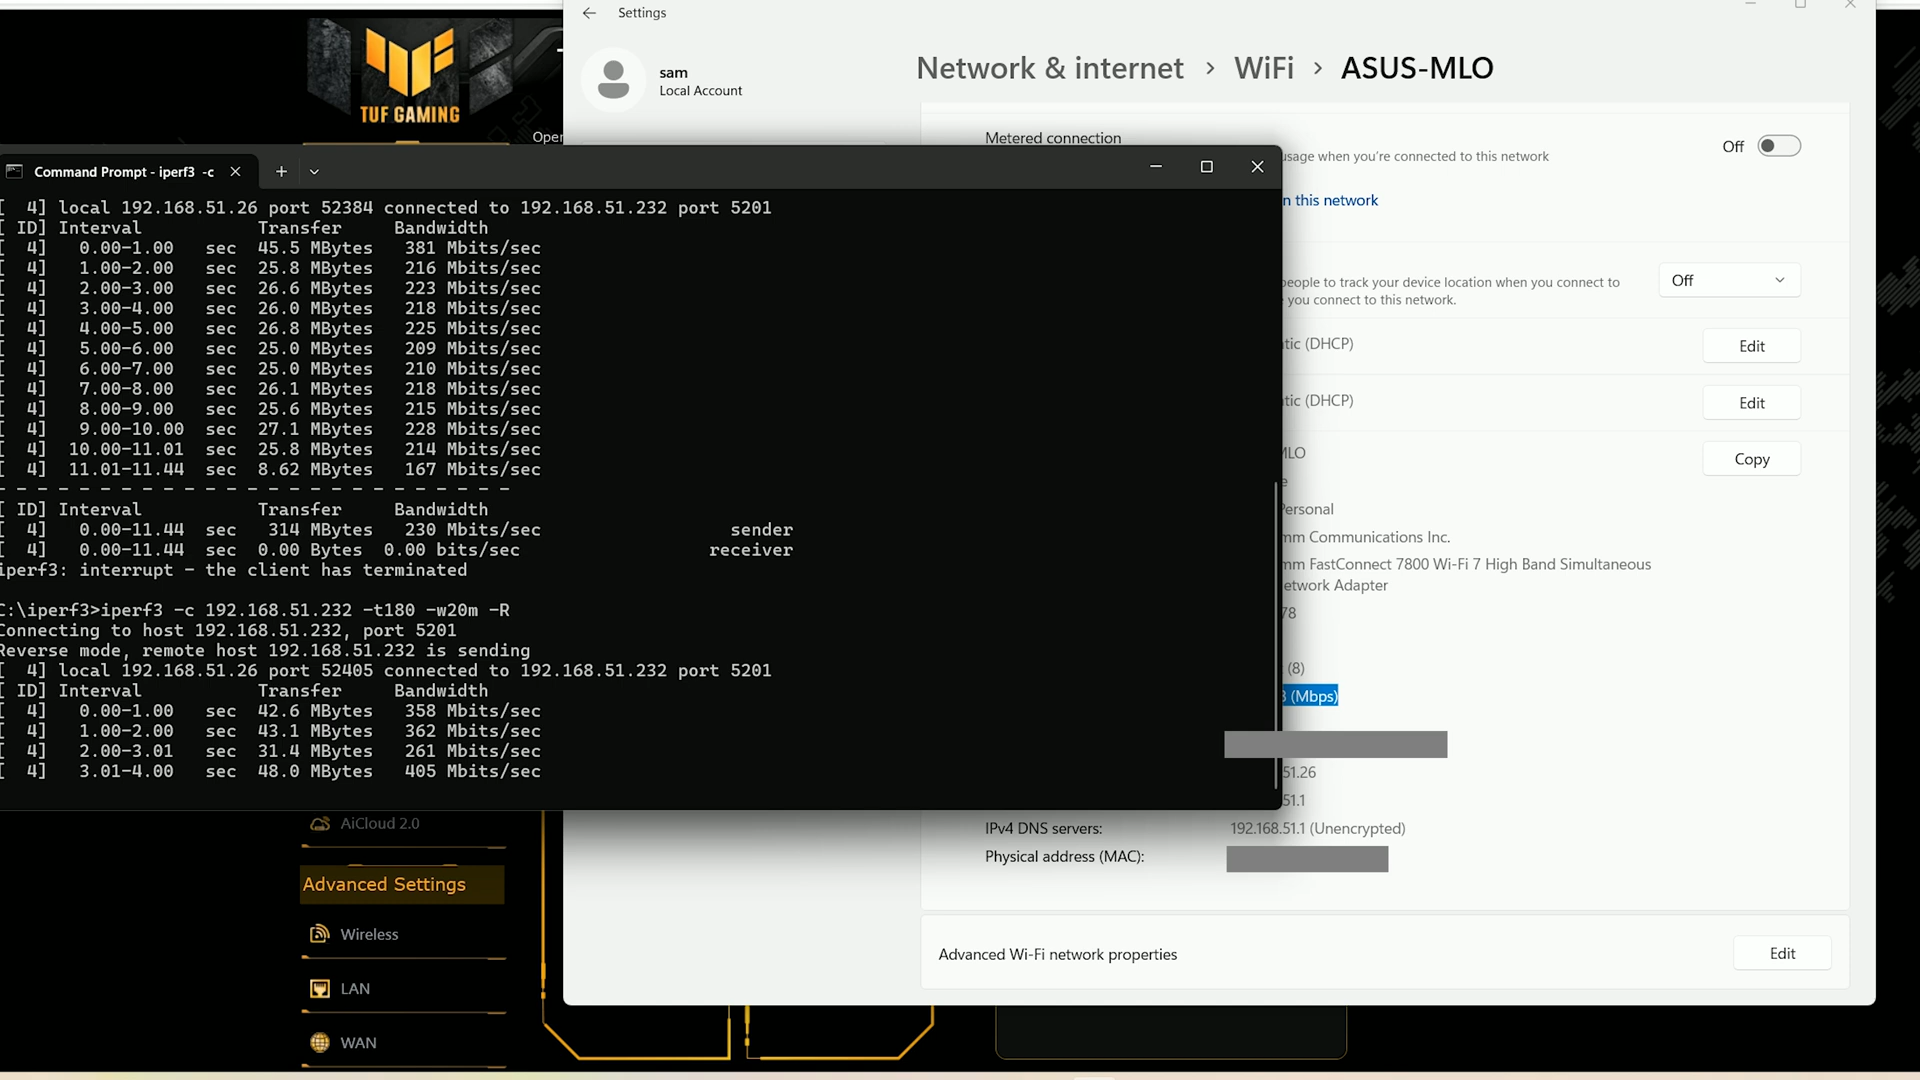 Settings
sam
Local Account
Network & internet > WiFi > ASUS-MLO
TUF GAMING
Metered connection
usage when you're connected to this network
Off
n this network
people to track your device location when you connect to
you connect to this network.
Off
tic (DHCP)
Edit
tic (DHCP)
Edit
MLO
Copy
e
Personal
mm Communications Inc.
mm FastConnect 7800 Wi-Fi 7 High Band Simultaneous
etwork Adapter
78
(8)
3 (Mbps)
51.26
51.1
IPv4 DNS servers: 192.168.51.1 (Unencrypted)
Physical address (MAC):
Advanced Wi-Fi network properties
Edit
Command Prompt - iperf3 -c
[ 4] local 192.168.51.26 port 52384 connected to 192.168.51.232 port 5201
[ ID] Interval Transfer Bandwidth
[ 4] 0.00-1.00 sec 45.5 MBytes 381 Mbits/sec
[ 4] 1.00-2.00 sec 25.8 MBytes 216 Mbits/sec
[ 4] 2.00-3.00 sec 26.6 MBytes 223 Mbits/sec
[ 4] 3.00-4.00 sec 26.0 MBytes 218 Mbits/sec
[ 4] 4.00-5.00 sec 26.8 MBytes 225 Mbits/sec
[ 4] 5.00-6.00 sec 25.0 MBytes 209 Mbits/sec
[ 4] 6.00-7.00 sec 25.0 MBytes 210 Mbits/sec
[ 4] 7.00-8.00 sec 26.1 MBytes 218 Mbits/sec
[ 4] 8.00-9.00 sec 25.6 MBytes 215 Mbits/sec
[ 4] 9.00-10.00 sec 27.1 MBytes 228 Mbits/sec
[ 4] 10.00-11.01 sec 25.8 MBytes 214 Mbits/sec
[ 4] 11.01-11.44 sec 8.62 MBytes 167 Mbits/sec
- - - - - - - - - - - - - - - - - - - - - - - - -
[ ID] Interval Transfer Bandwidth
[ 4] 0.00-11.44 sec 314 MBytes 230 Mbits/sec sender
[ 4] 0.00-11.44 sec 0.00 Bytes 0.00 bits/sec receiver
iperf3: interrupt - the client has terminated
C:\iperf3>iperf3 -c 192.168.51.232 -t180 -w20m -R
Connecting to host 192.168.51.232, port 5201
Reverse mode, remote host 192.168.51.232 is sending
[ 4] local 192.168.51.26 port 52405 connected to 192.168.51.232 port 5201
[ ID] Interval Transfer Bandwidth
[ 4] 0.00-1.00 sec 42.6 MBytes 358 Mbits/sec
[ 4] 1.00-2.00 sec 43.1 MBytes 362 Mbits/sec
[ 4] 2.00-3.01 sec 31.4 MBytes 261 Mbits/sec
[ 4] 3.01-4.00 sec 48.0 MBytes 405 Mbits/sec
Oper
AiCloud 2.0
Advanced Settings
Wireless
LAN
WAN